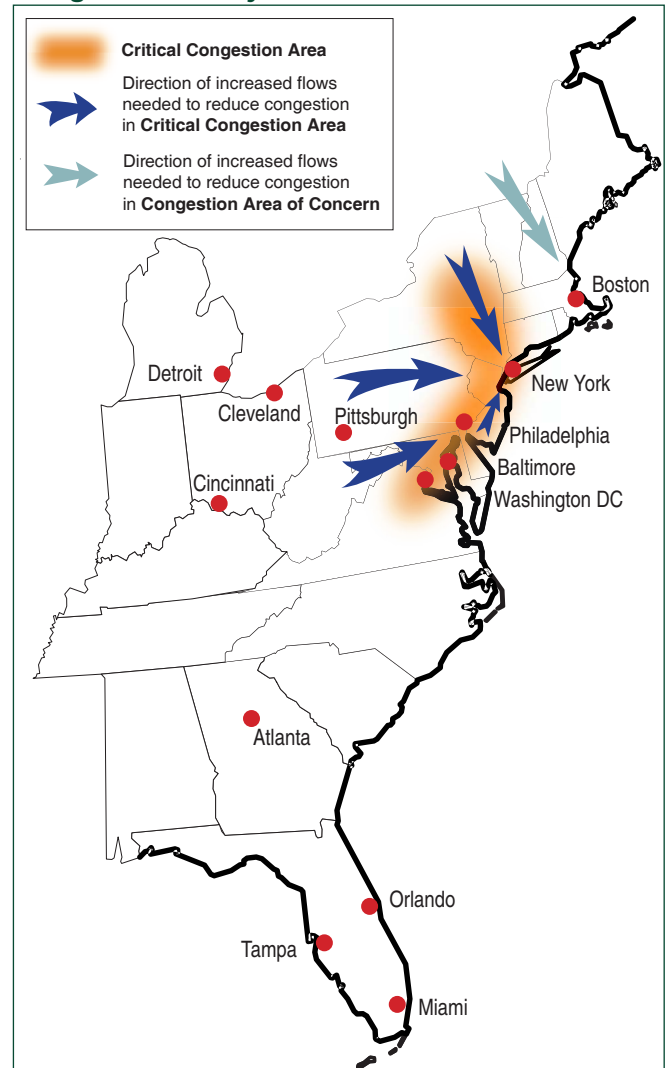 Critical Congestion Area
Direction of increased flows
needed to reduce congestion
in Critical Congestion Area
Direction of increased flows
needed to reduce congestion
in Congestion Area of Concern
Boston
Detroit
New York
Cleveland
Pittsburgh
Philadelphia
Baltimore
Cincinnati
Washington DC
Atlanta
Orlando
Tampa
Miami